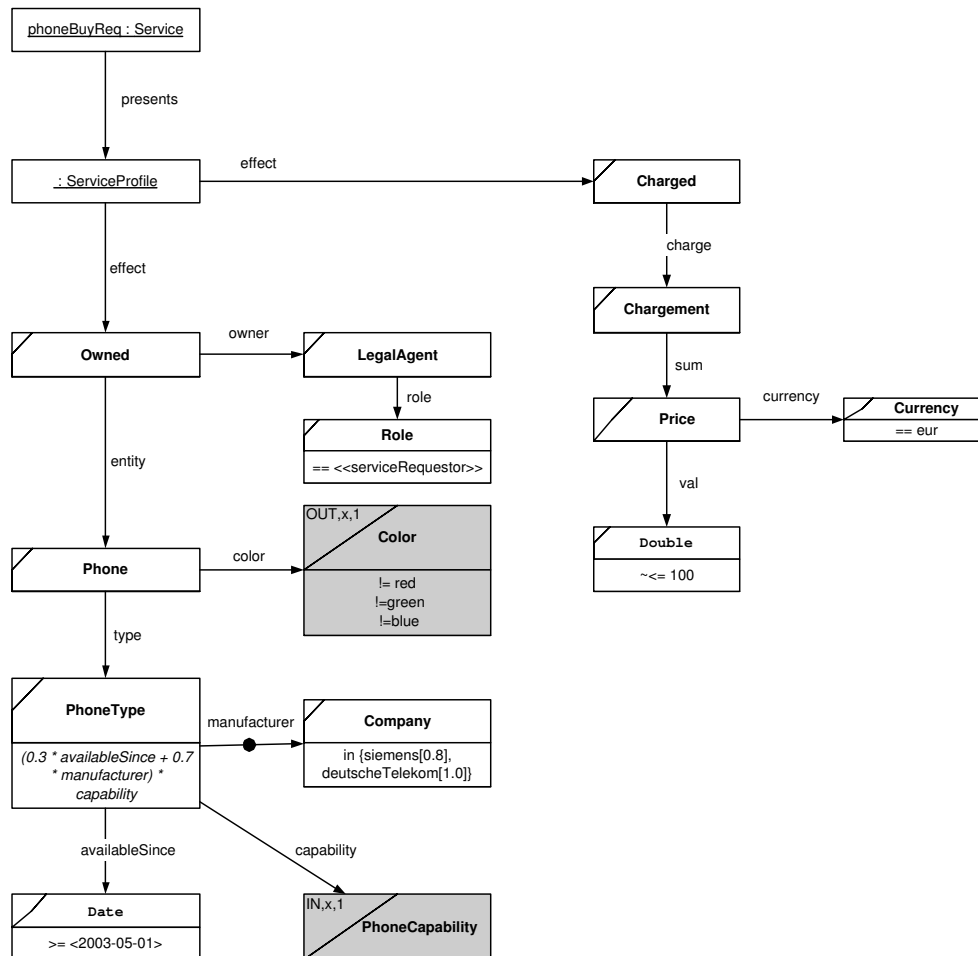 phoneBuyReq : Service
presents
: ServiceProfile
effect
Charged
charge
effect
Chargement
Owned
owner
LegalAgent
sum
role
Price
currency
Currency
== eur
Role
== <<serviceRequestor>>
entity
val
OUT,x,1
Color
!= red
!=green
!=blue
Double
~<= 100
Phone
color
type
PhoneType
(0.3 * availableSince + 0.7
* manufacturer) *
capability
manufacturer
Company
in {siemens[0.8],
deutscheTelekom[1.0]}
availableSince
capability
Date
>= <2003-05-01>
IN,x,1
PhoneCapability